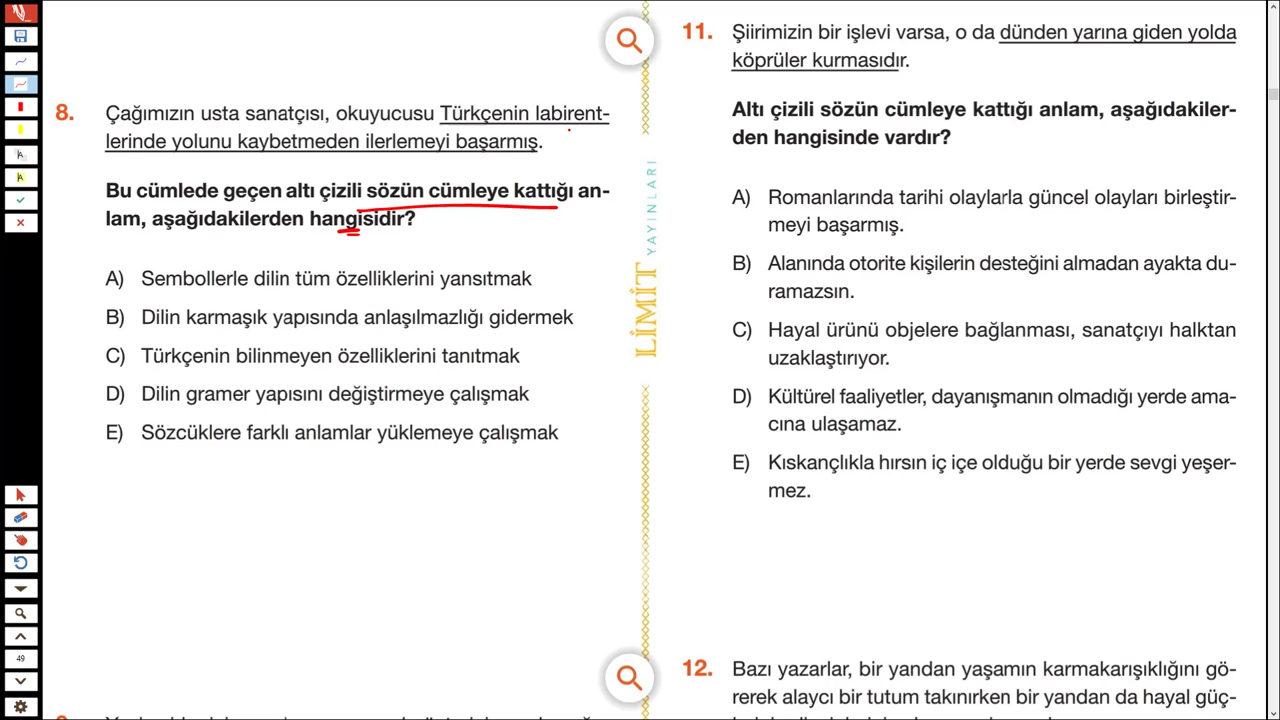 8. Çağımızın usta sanatçısı, okuyucusu Türkçenin labirent-
lerinde yolunu kaybetmeden ilerlemeyi başarmış.
Bu cümlede geçen altı çizili sözün cümleye kattığı an-
lam, aşağıdakilerden hangisidir?
A) Sembollerle dilin tüm özelliklerini yansıtmak
B) Dilin karmaşık yapısında anlaşılmazlığı gidermek
C) Türkçenin bilinmeyen özelliklerini tanıtmak
D) Dilin gramer yapısını değiştirmeye çalışmak
E) Sözcüklere farklı anlamlar yüklemeye çalışmak
LİMİT YAYINLARI
11. Şiirimizin bir işlevi varsa, o da dünden yarına giden yolda
köprüler kurmasıdır.
Altı çizili sözün cümleye kattığı anlam, aşağıdakiler-
den hangisinde vardır?
A) Romanlarında tarihi olaylarla güncel olayları birleştir-
meyi başarmış.
B) Alanında otorite kişilerin desteğini almadan ayakta du-
ramazsın.
C) Hayal ürünü objelere bağlanması, sanatçıyı halktan
uzaklaştırıyor.
D) Kültürel faaliyetler, dayanışmanın olmadığı yerde ama-
cına ulaşamaz.
E) Kıskançlıkla hırsın iç içe olduğu bir yerde sevgi yeşer-
mez.
12. Bazı yazarlar, bir yandan yaşamın karmakarışıklığını gö-
rerek alaycı bir tutum takınırken bir yandan da hayal güç-
49